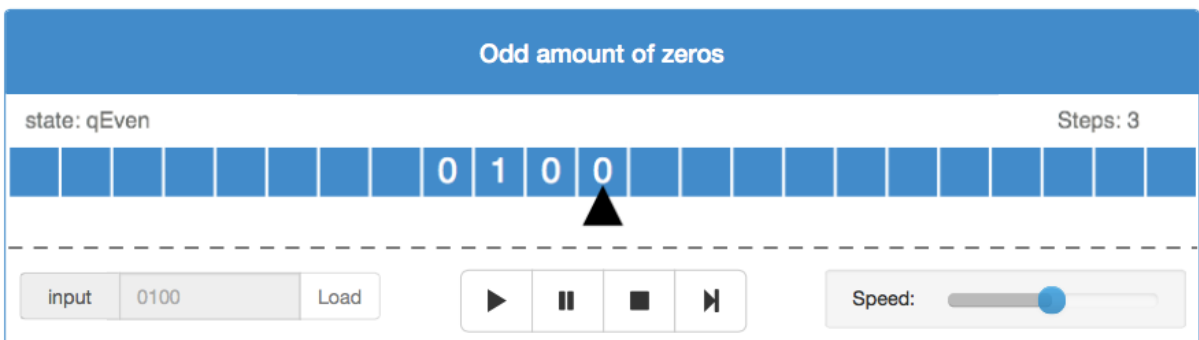 Odd amount of zeros
state: qEven Steps: 3
0 1 0 0
input 0100 Load Speed: